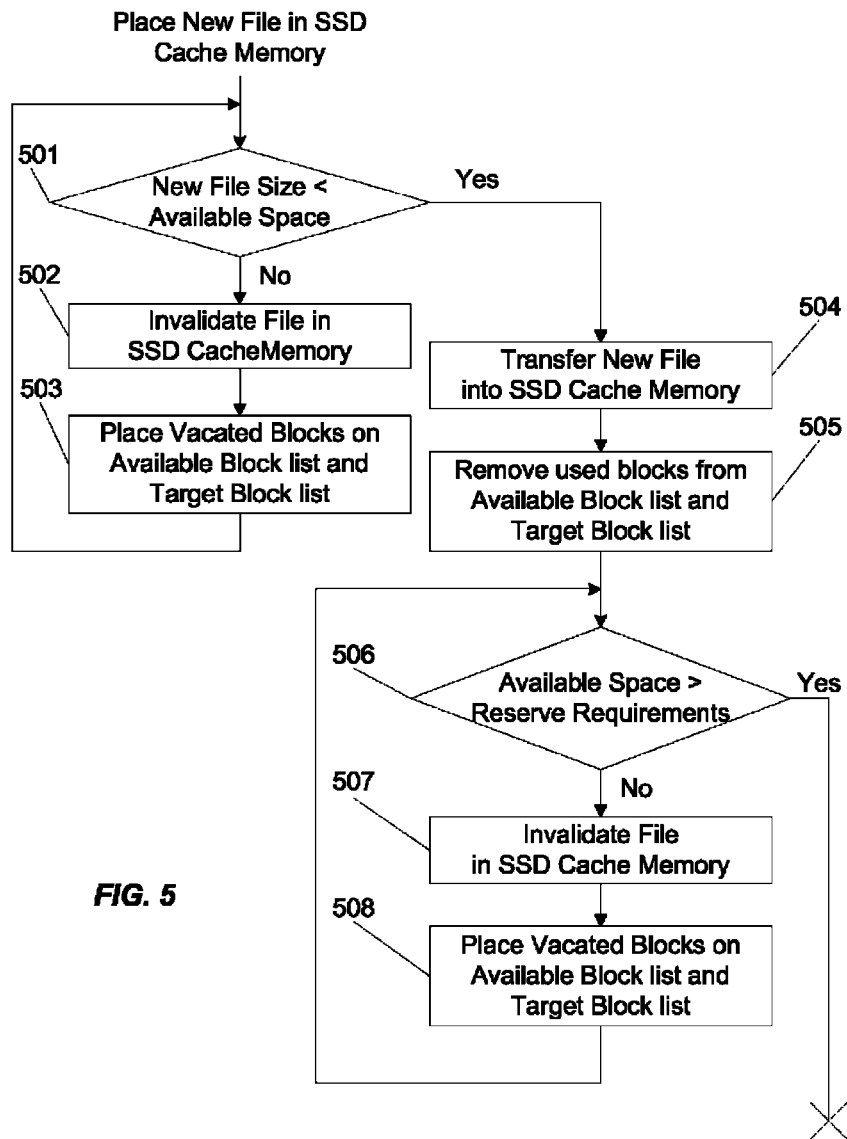 Place New File in SSD
Cache Memory
501
New File Size <
Available Space
Yes
No
502
Invalidate File in
SSD CacheMemory
503
Place Vacated Blocks on
Available Block list and
Target Block list
504
Transfer New File
into SSD Cache Memory
505
Remove used blocks from
Available Block list and
Target Block list
506
Available Space >
Reserve Requirements
Yes
No
507
Invalidate File
in SSD Cache Memory
508
Place Vacated Blocks on
Available Block list and
Target Block list
FIG. 5